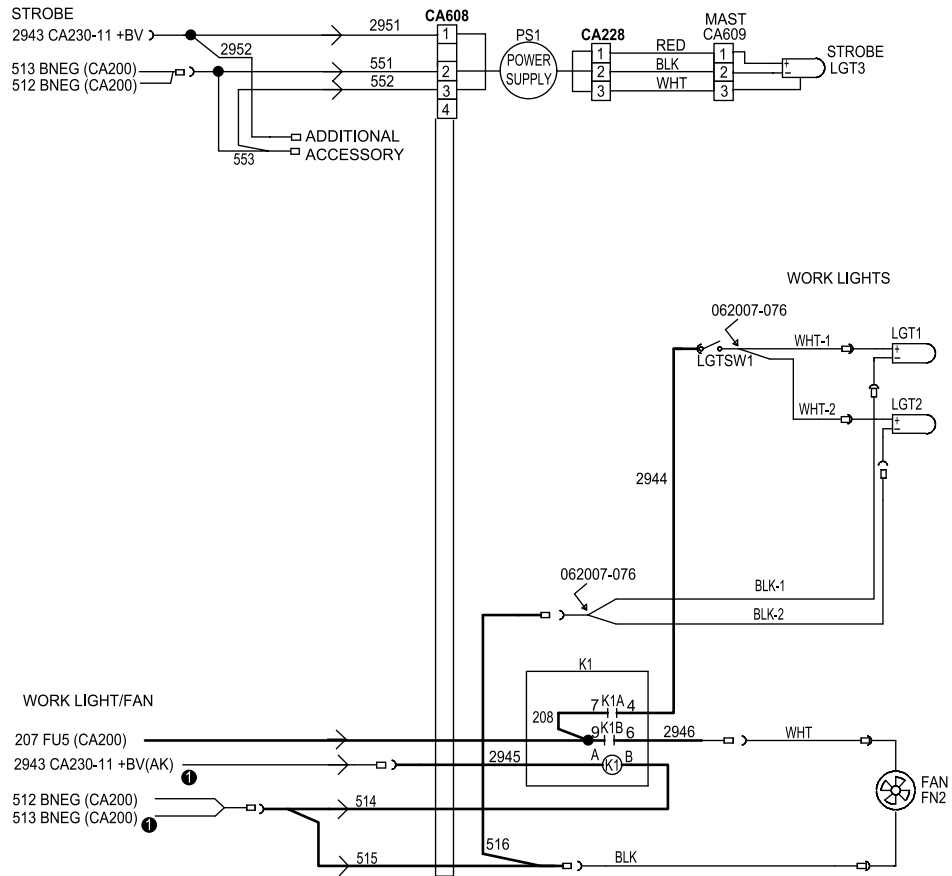 STROBE
CA608
MAST
2943 CA230-11 +BV
2951
1
PS1
CA228
CA609
2952
POWER
SUPPLY
1 RED 1
STROBE
LGT3
+
−
513 BNEG (CA200)
551
2
2 BLK 2
512 BNEG (CA200)
552
3
3 WHT 3
4
ADDITIONAL
553 ACCESSORY
WORK LIGHTS
062007-076
WHT-1
LGT1
+
−
LGTSW1
WHT-2
LGT2
+
−
2944
062007-076
BLK-1
BLK-2
K1
WORK LIGHT/FAN
7 K1A 4
208
207 FU5 (CA200)
9 K1B 6
2946
WHT
2943 CA230-11 +BV(AK)
1
2945
A K1 B
512 BNEG (CA200)
514
FAN
FN2
513 BNEG (CA200)
1
516
515
BLK